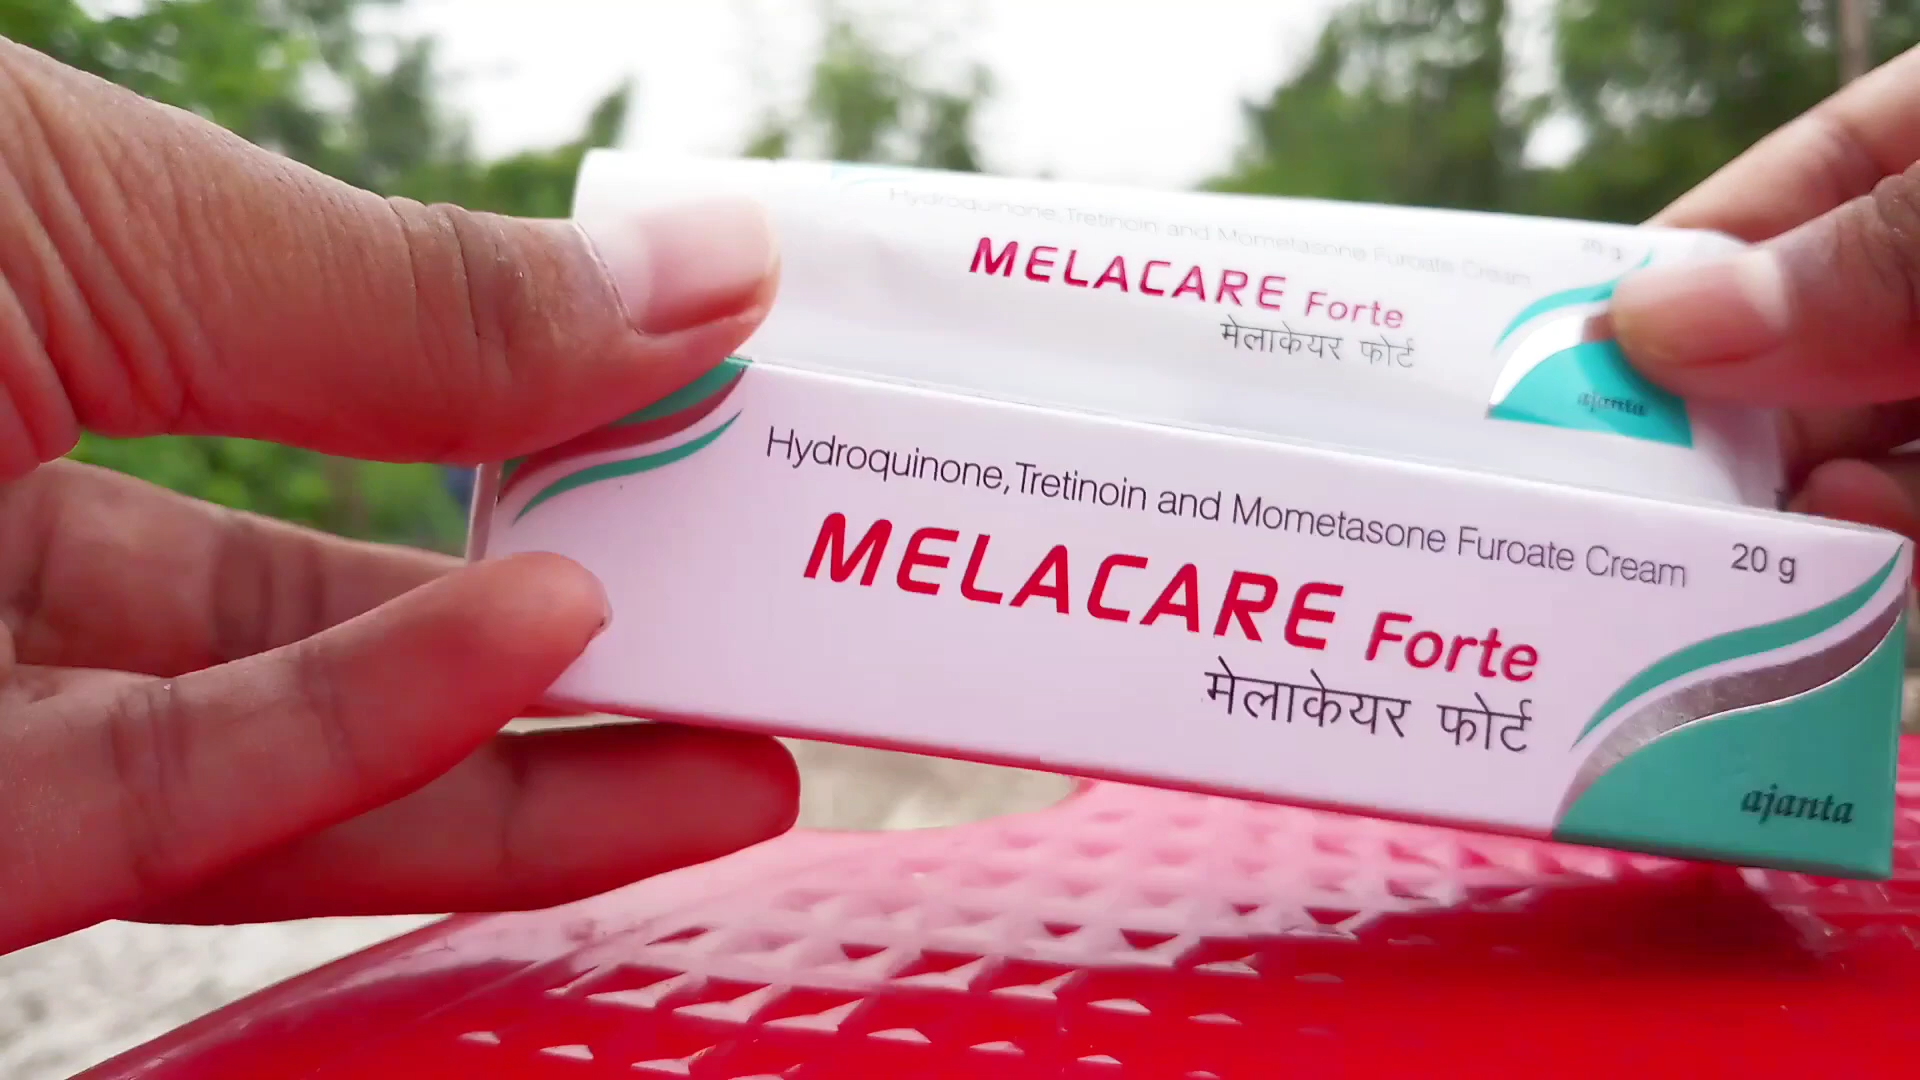 Hydroquinone, Tretinoin and Mometasone Furoate Cream 20 g
MELACARE Forte
मेलाकेयर फोर्ट
ajanta
Hydroquinone, Tretinoin and Mometasone Furoate Cream 20 g
MELACARE Forte
मेलाकेयर फोर्ट
ajanta